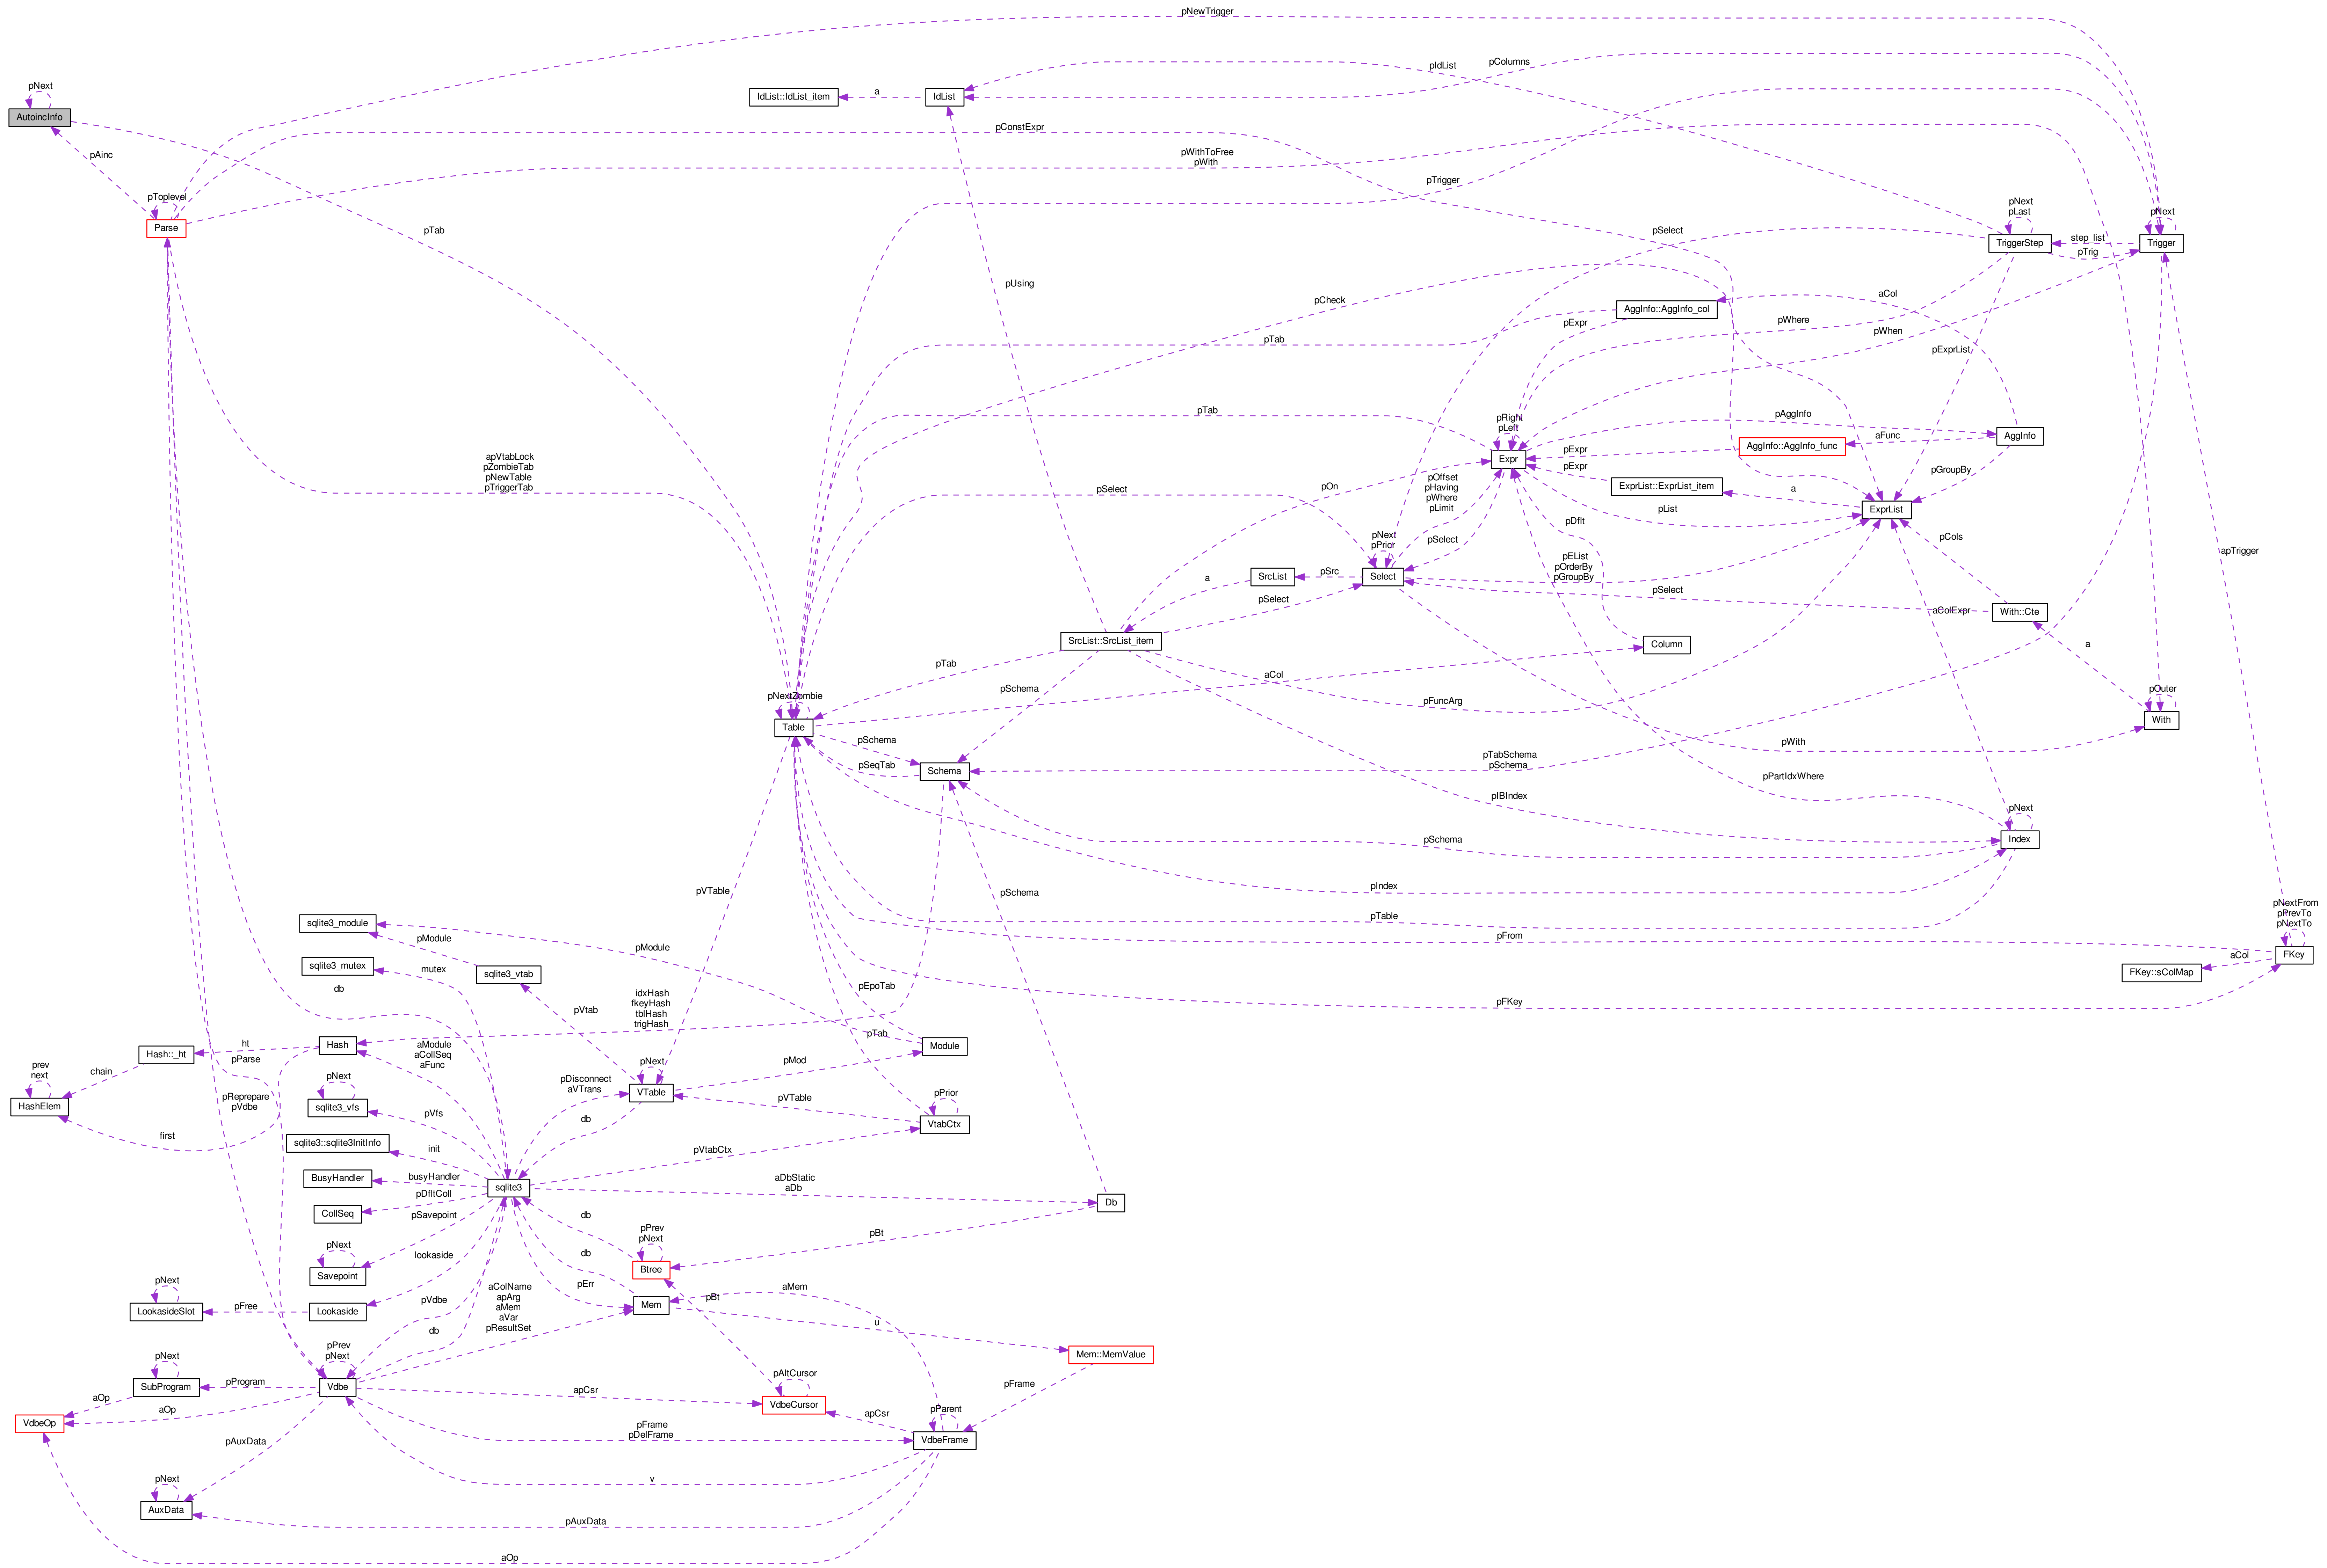 pNewTrigger
pColumns
pIdList
pNext
AutoincInfo
IdList::IdList_item
a
IdList
pConstExpr
pAinc
pWithToFree
pWith
pTrigger
pToplevel
Parse
pTab
pSelect
pNext
pLast
TriggerStep
step_list
pTrig
pNext
Trigger
pUsing
pCheck
aCol
AggInfo::AggInfo_col
pExpr
pWhere
pWhen
pTab
pExprList
pTab
pRight
pLeft
Expr
pAggInfo
AggInfo
aFunc
AggInfo::AggInfo_func
pExpr
pExpr
pGroupBy
apVtabLock
pZombieTab
pNewTable
pTriggerTab
pSelect
pOn
pOffset
pHaving
pWhere
pLimit
ExprList::ExprList_item
a
ExprList
pList
pDflt
pSelect
pCols
apTrigger
pNext
pPrior
Select
pSrc
SrcList
a
pEList
pOrderBy
pGroupBy
pSelect
With::Cte
aColExpr
pSelect
SrcList::SrcList_item
Column
a
pTab
aCol
pSchema
pNextZombie
Table
pFuncArg
pOuter
With
pWith
pSchema
pSeqTab
Schema
pTabSchema
pSchema
pPartIdxWhere
pIBIndex
pNext
Index
pSchema
pVTable
pSchema
pIndex
sqlite3_module
pModule
pModule
pTable
pFrom
pNextFrom
pPrevTo
pNextTo
FKey
aCol
FKey::sColMap
sqlite3_mutex
mutex
sqlite3_vtab
pEpoTab
pFKey
db
pVtab
idxHash
fkeyHash
tblHash
trigHash
pTab
Module
Hash
ht
Hash::_ht
pParse
chain
prev
next
HashElem
aModule
aCollSeq
aFunc
pMod
pNext
VTable
pDisconnect
aVTrans
pNext
sqlite3_vfs
pVfs
pReprepare
pVdbe
pVTable
pPrior
VtabCtx
db
first
sqlite3::sqlite3InitInfo
init
pVtabCtx
BusyHandler
busyHandler
sqlite3
aDbStatic
aDb
Db
pDfltColl
CollSeq
pSavepoint
db
pBt
pPrev
pNext
Btree
pNext
Savepoint
lookaside
db
pErr
pNext
LookasideSlot
pFree
Lookaside
pVdbe
aColName
apArg
aMem
aVar
pResultSet
Mem
aMem
pBt
u
db
pPrev
pNext
Vdbe
Mem::MemValue
pNext
SubProgram
pProgram
pFrame
aOp
aOp
VdbeOp
apCsr
pAltCursor
VdbeCursor
apCsr
pParent
VdbeFrame
pFrame
pDelFrame
pAuxData
v
pNext
AuxData
pAuxData
aOp